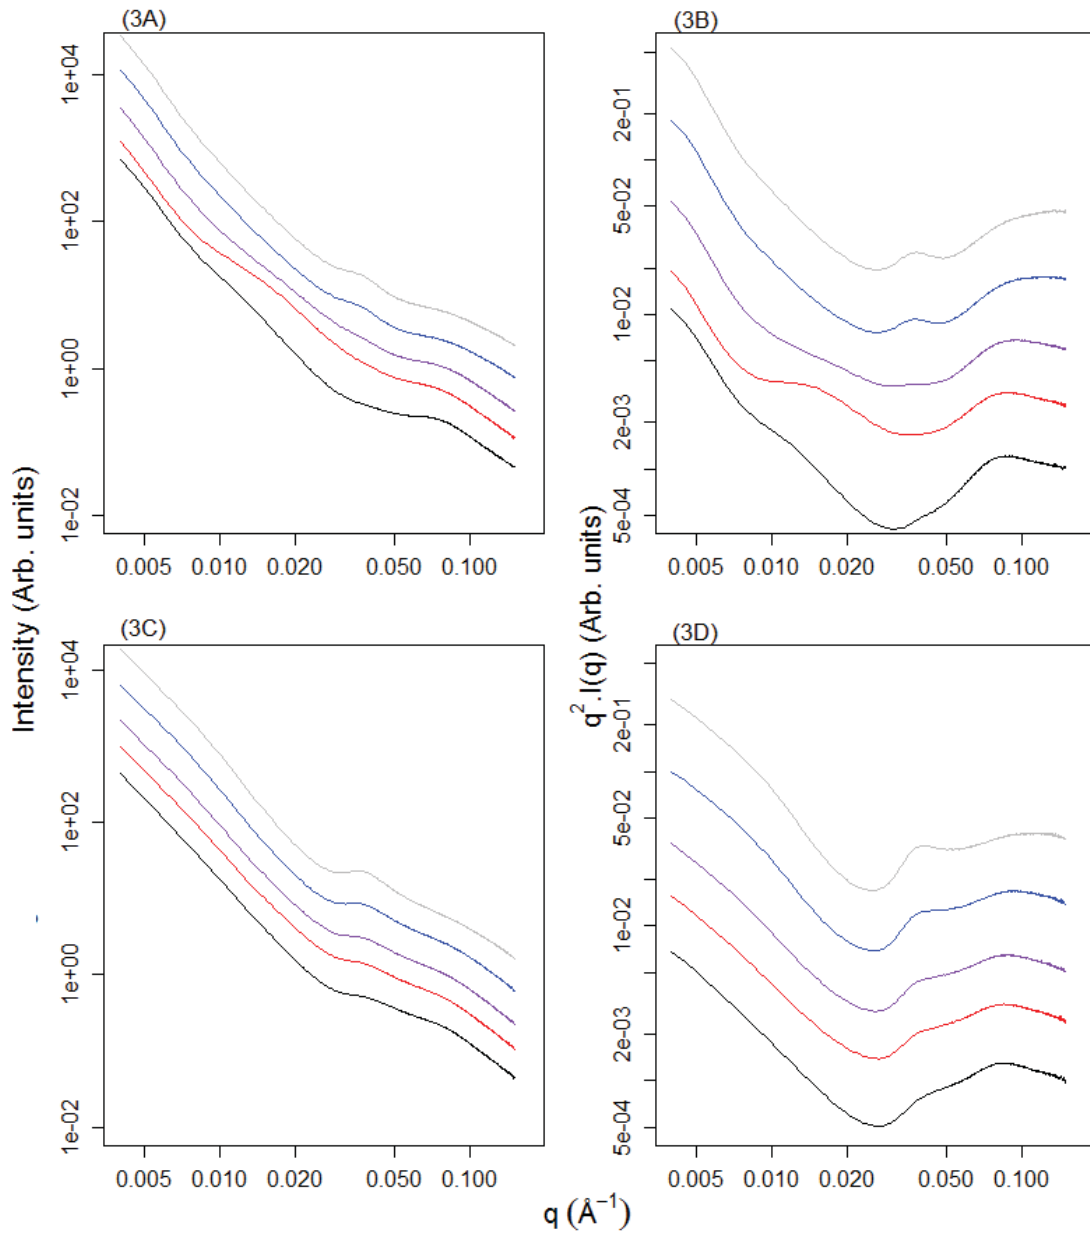 (3A)
(3B)
1e+04
1e+02
1e+00
1e-02
2e-01
5e-02
1e-02
2e-03
5e-04
0.005 0.010 0.020 0.050 0.100
0.005 0.010 0.020 0.050 0.100
Intensity (Arb. units)
q².I(q) (Arb. units)
(3C)
(3D)
1e+04
1e+02
1e+00
1e-02
2e-01
5e-02
1e-02
2e-03
5e-04
0.005 0.010 0.020 0.050 0.100
0.005 0.010 0.020 0.050 0.100
q (Å⁻¹)